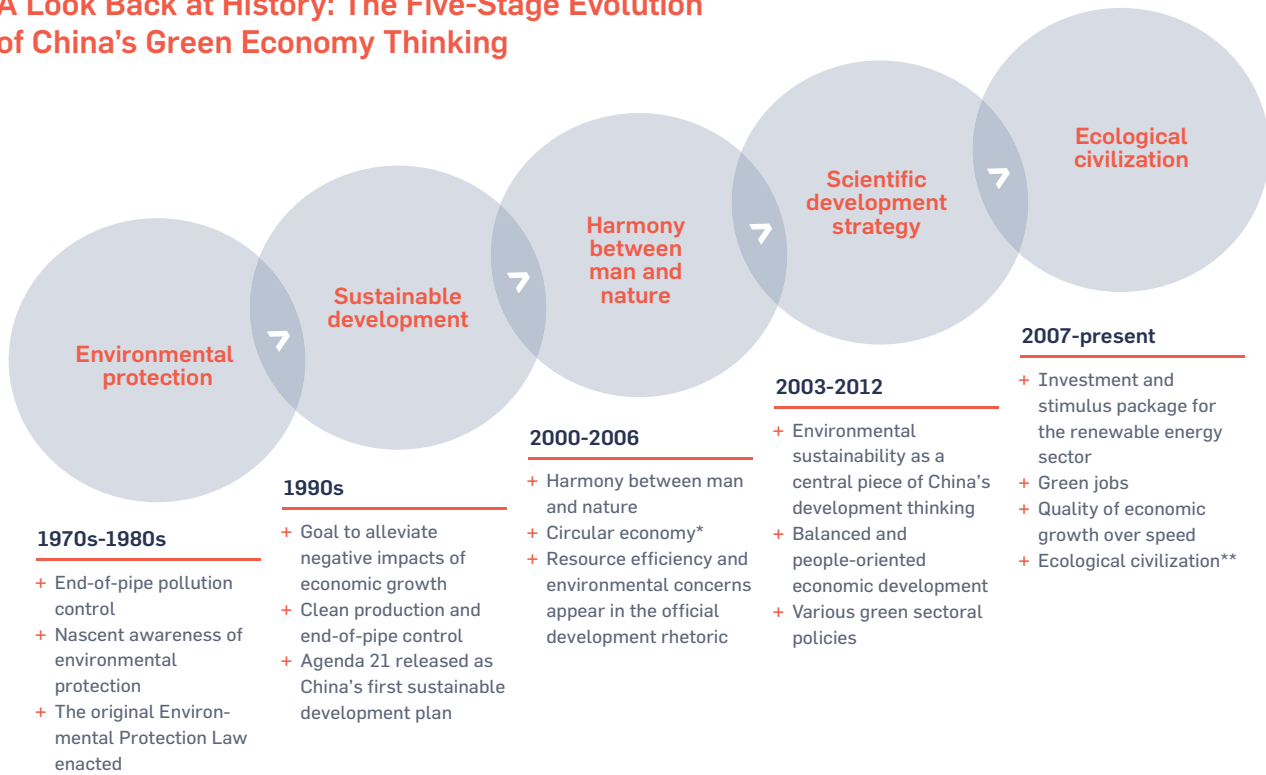 A Look Back at History: The Five-Stage Evolution
of China's Green Economy Thinking
Environmental
protection
1970s-1980s
+ End-of-pipe pollution
control
+ Nascent awareness of
environmental
protection
+ The original Environ-
mental Protection Law
enacted
Sustainable
development
1990s
+ Goal to alleviate
negative impacts of
economic growth
+ Clean production and
end-of-pipe control
+ Agenda 21 released as
China's first sustainable
development plan
Harmony
between
man and
nature
2000-2006
+ Harmony between man
and nature
+ Circular economy*
+ Resource efficiency and
environmental concerns
appear in the official
development rhetoric
Scientific
development
strategy
2003-2012
+ Environmental
sustainability as a
central piece of China's
development thinking
+ Balanced and
people-oriented
economic development
+ Various green sectoral
policies
Ecological
civilization
2007-present
+ Investment and
stimulus package for
the renewable energy
sector
+ Green jobs
+ Quality of economic
growth over speed
+ Ecological civilization**